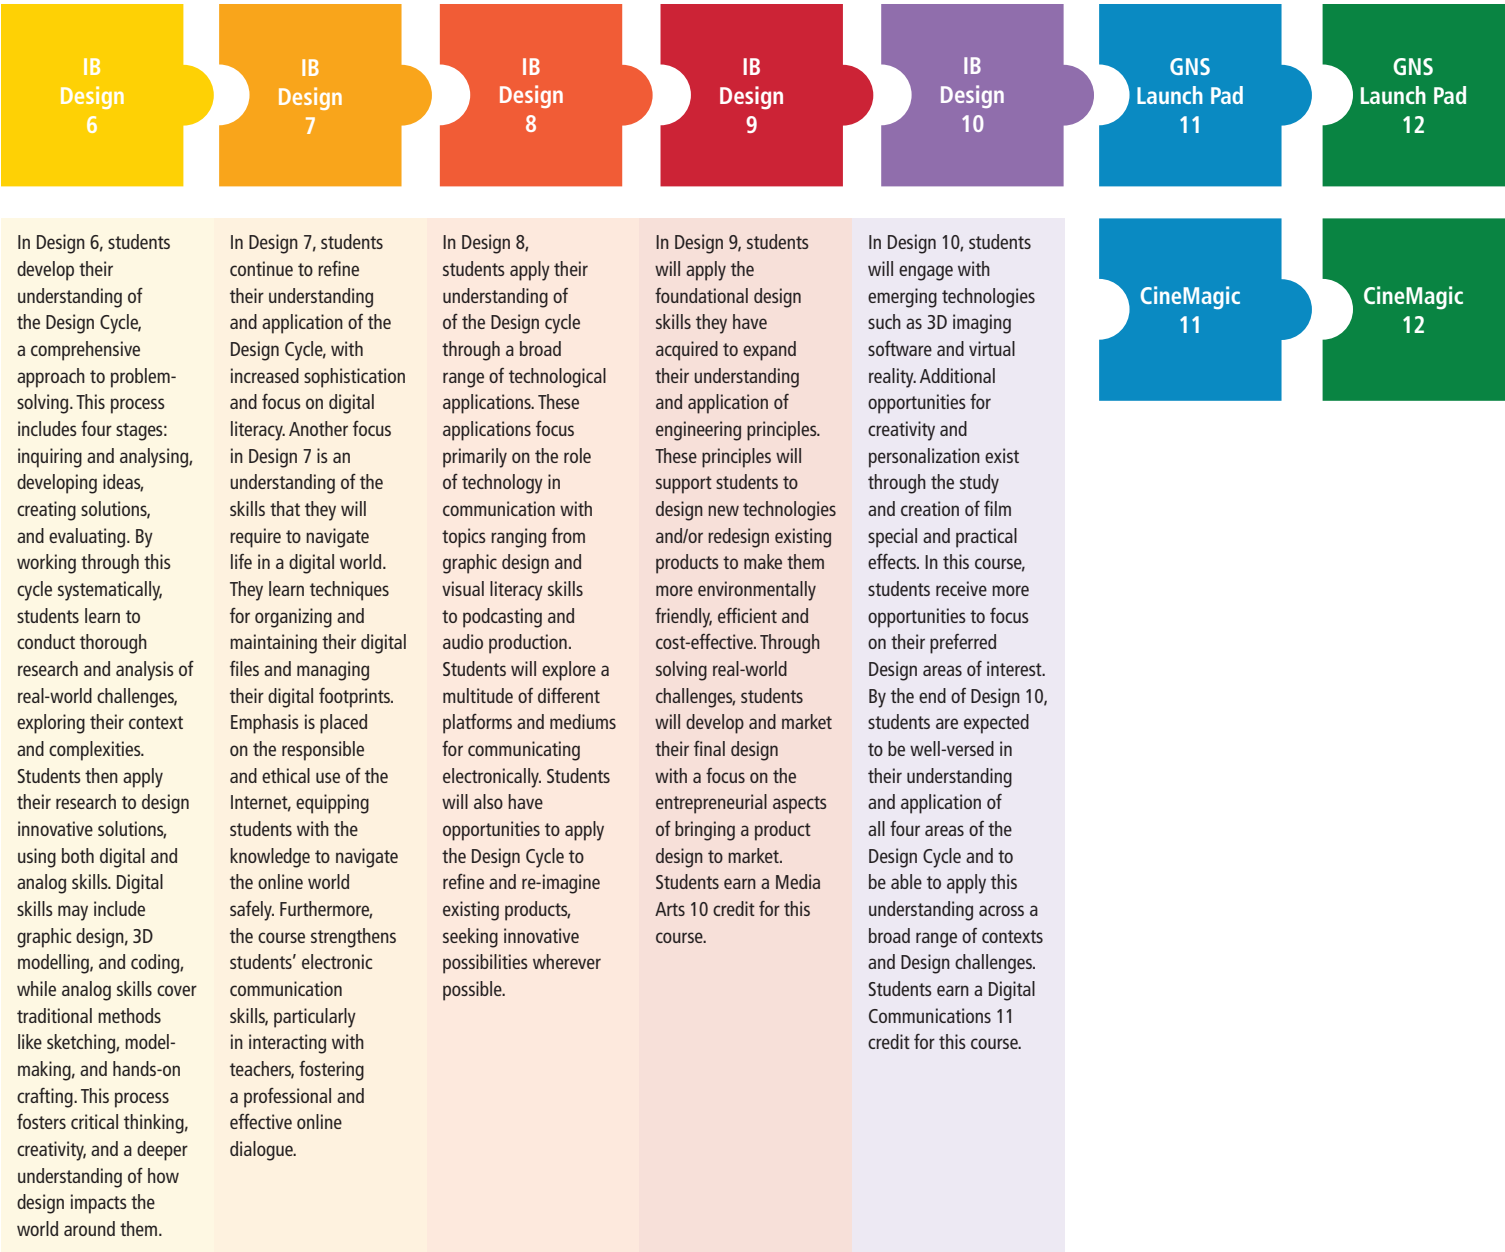 IB
Design
6
IB
Design
7
IB
Design
8
IB
Design
9
IB
Design
10
GNS
Launch Pad
11
GNS
Launch Pad
12
In Design 6, students
develop their
understanding of
the Design Cycle,
a comprehensive
approach to problem-
solving. This process
includes four stages:
inquiring and analysing,
developing ideas,
creating solutions,
and evaluating. By
working through this
cycle systematically,
students learn to
conduct thorough
research and analysis of
real-world challenges,
exploring their context
and complexities.
Students then apply
their research to design
innovative solutions,
using both digital and
analog skills. Digital
skills may include
graphic design, 3D
modelling, and coding,
while analog skills cover
traditional methods
like sketching, model-
making, and hands-on
crafting. This process
fosters critical thinking,
creativity, and a deeper
understanding of how
design impacts the
world around them.
In Design 7, students
continue to refine
their understanding
and application of the
Design Cycle, with
increased sophistication
and focus on digital
literacy. Another focus
in Design 7 is an
understanding of the
skills that they will
require to navigate
life in a digital world.
They learn techniques
for organizing and
maintaining their digital
files and managing
their digital footprints.
Emphasis is placed
on the responsible
and ethical use of the
Internet, equipping
students with the
knowledge to navigate
the online world
safely. Furthermore,
the course strengthens
students’ electronic
communication
skills, particularly
in interacting with
teachers, fostering
a professional and
effective online
dialogue.
In Design 8,
students apply their
understanding of
of the Design cycle
through a broad
range of technological
applications. These
applications focus
primarily on the role
of technology in
communication with
topics ranging from
graphic design and
visual literacy skills
to podcasting and
audio production.
Students will explore a
multitude of different
platforms and mediums
for communicating
electronically. Students
will also have
opportunities to apply
the Design Cycle to
refine and re-imagine
existing products,
seeking innovative
possibilities wherever
possible.
In Design 9, students
will apply the
foundational design
skills they have
acquired to expand
their understanding
and application of
engineering principles.
These principles will
support students to
design new technologies
and/or redesign existing
products to make them
more environmentally
friendly, efficient and
cost-effective. Through
solving real-world
challenges, students
will develop and market
their final design
with a focus on the
entrepreneurial aspects
of bringing a product
design to market.
Students earn a Media
Arts 10 credit for this
course.
In Design 10, students
will engage with
emerging technologies
such as 3D imaging
software and virtual
reality. Additional
opportunities for
creativity and
personalization exist
through the study
and creation of film
special and practical
effects. In this course,
students receive more
opportunities to focus
on their preferred
Design areas of interest.
By the end of Design 10,
students are expected
to be well-versed in
their understanding
and application of
all four areas of the
Design Cycle and to
be able to apply this
understanding across a
broad range of contexts
and Design challenges.
Students earn a Digital
Communications 11
credit for this course.
CineMagic
11
CineMagic
12